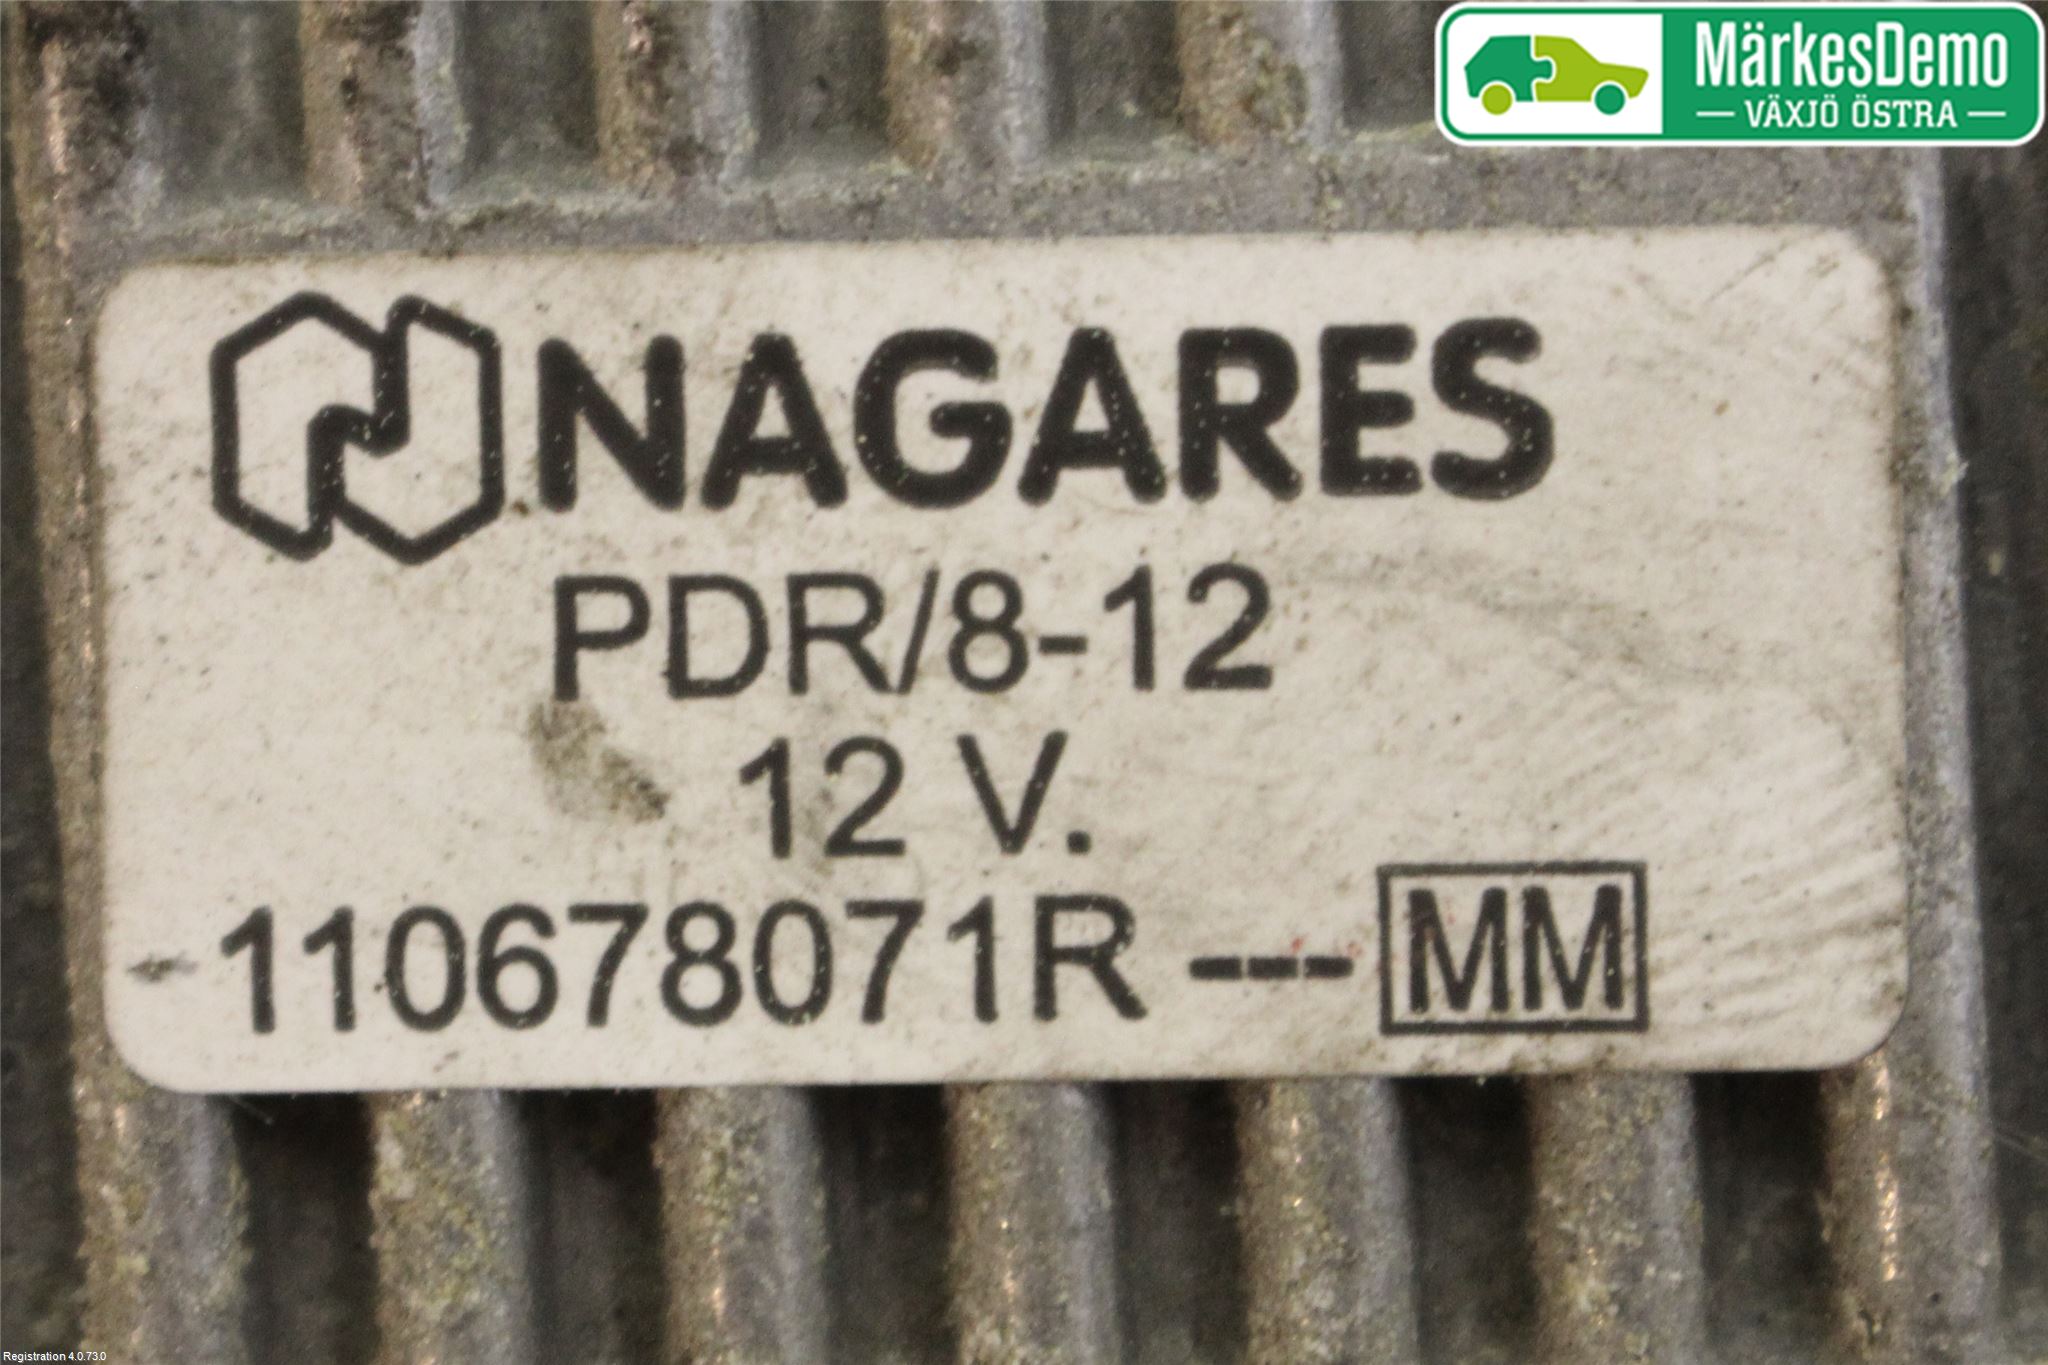 MärkesDemo
VÄXJÖ ÖSTRA
NAGARES
PDR/8-12
12 V.
110678071R --- MM
Registration 4.0.73.0